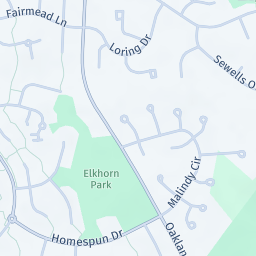 Fairmead Ln
Loring Dr
Sewells O
Elkhorn
Park
Malindy Cir
Oaklan
Homespun Dr